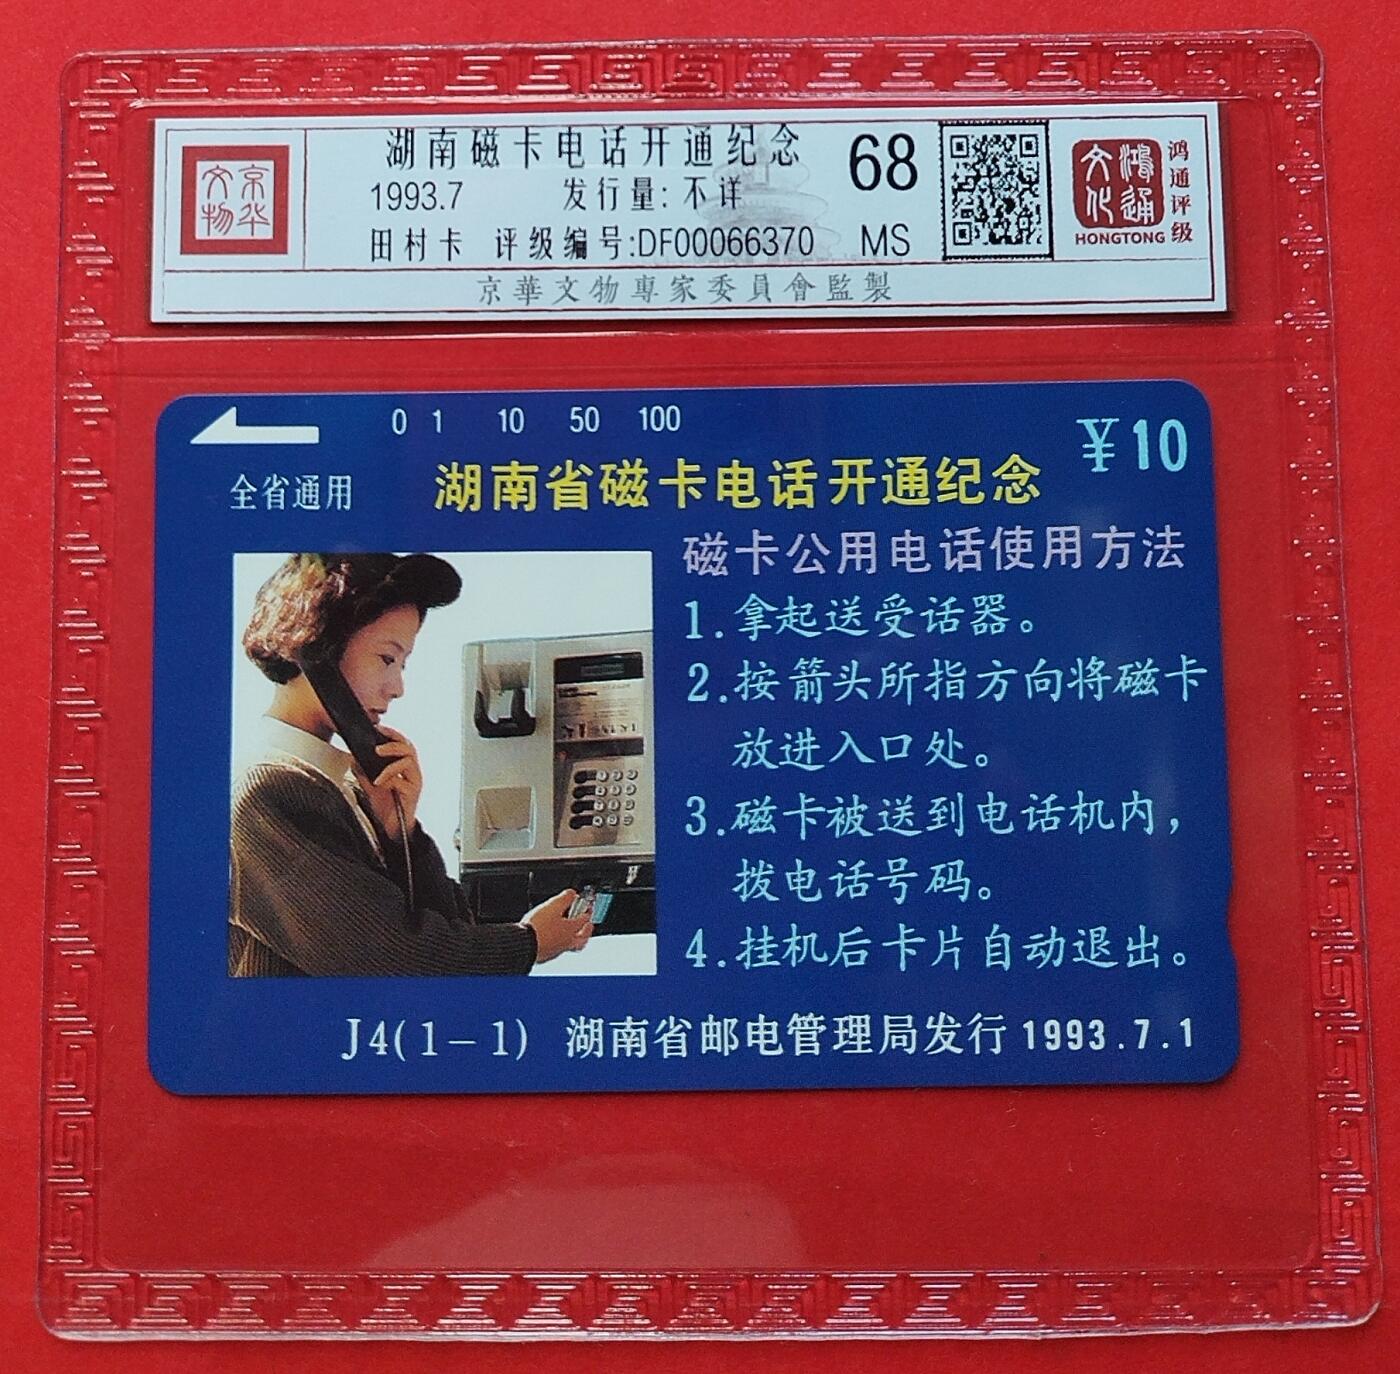 京华
文物
湖南磁卡电话开通纪念
1993.7 发行量: 不详
田村卡 评级编号:DF00066370
68
MS
鸿通
文化
HONGTONG
鸿通评级
京華文物專家委員會監製
0 1 10 50 100
¥10
全省通用
湖南省磁卡电话开通纪念
磁卡公用电话使用方法
1.拿起送受话器。
2.按箭头所指方向将磁卡
放进入口处。
3.磁卡被送到电话机内，
拨电话号码。
4.挂机后卡片自动退出。
J4(1-1) 湖南省邮电管理局发行 1993.7.1